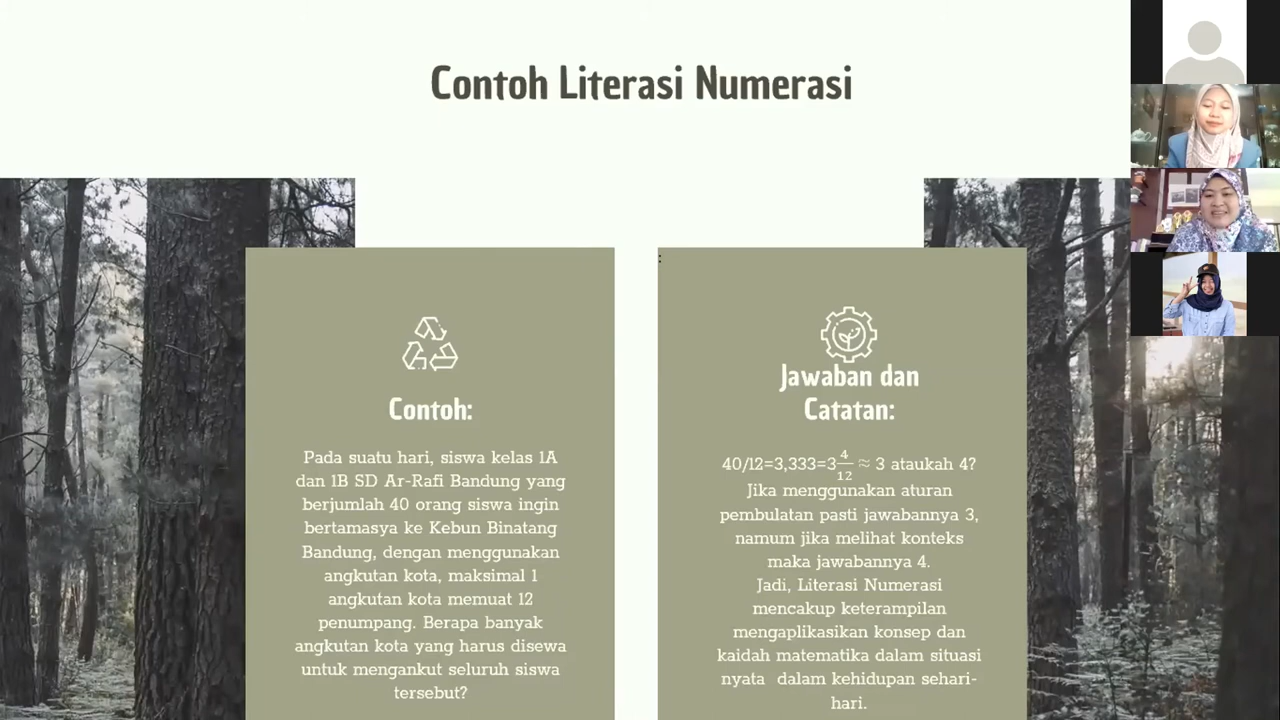 Contoh Literasi Numerasi
Contoh:
Pada suatu hari, siswa kelas 1A
dan 1B SD Ar-Rafi Bandung yang
berjumlah 40 orang siswa ingin
bertamasya ke Kebun Binatang
Bandung, dengan menggunakan
angkutan kota, maksimal 1
angkutan kota memuat 12
penumpang. Berapa banyak
angkutan kota yang harus disewa
untuk mengankut seluruh siswa
tersebut?
:
Jawaban dan
Catatan:
40/12=3,333=3 4/12 ≈ 3 ataukah 4?
Jika menggunakan aturan
pembulatan pasti jawabannya 3,
namum jika melihat konteks
maka jawabannya 4.
Jadi, Literasi Numerasi
mencakup keterampilan
mengaplikasikan konsep dan
kaidah matematika dalam situasi
nyata dalam kehidupan sehari-
hari.